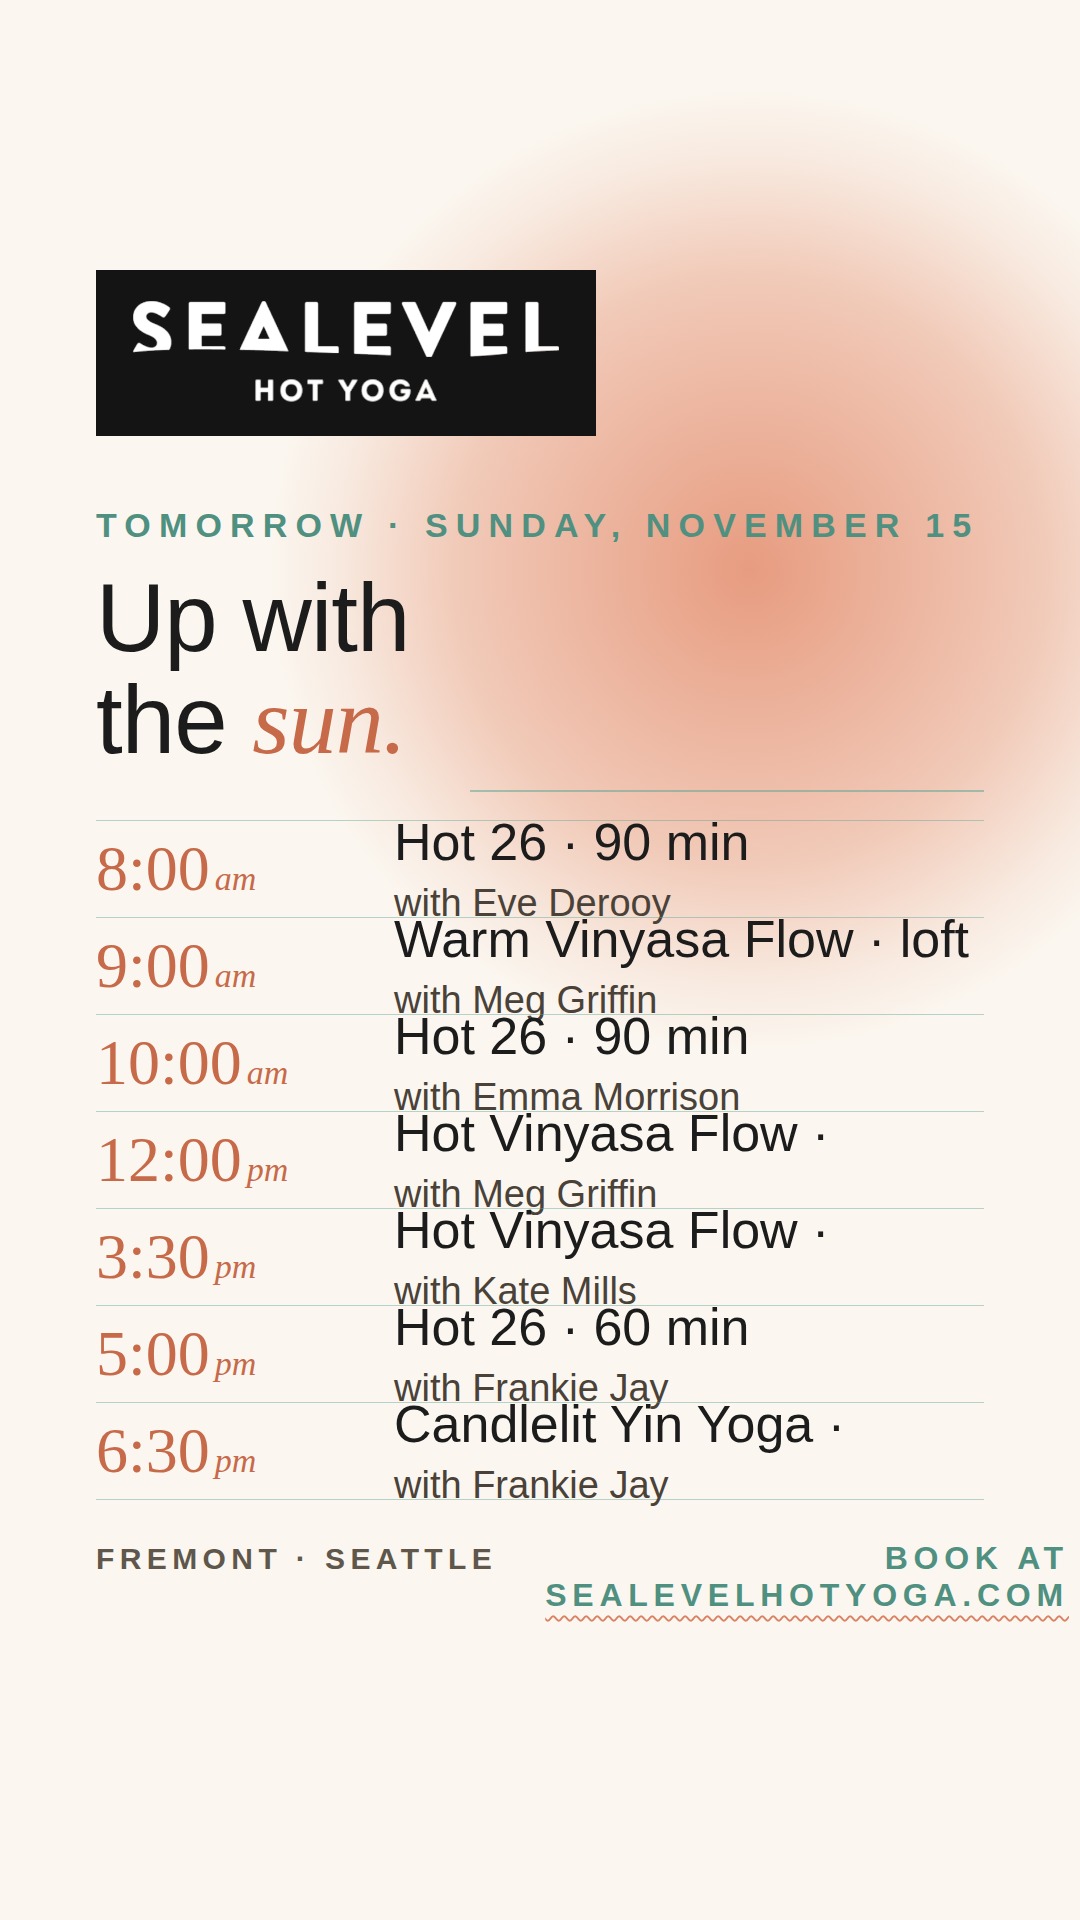 SEALEVEL
HOT YOGA
TOMORROW · SUNDAY, NOVEMBER 15
Up with
the sun.
8:00 am Hot 26 · 90 min
with Eve Derooy
9:00 am Warm Vinyasa Flow · loft
with Meg Griffin
10:00 am Hot 26 · 90 min
with Emma Morrison
12:00 pm Hot Vinyasa Flow ·
with Meg Griffin
3:30 pm Hot Vinyasa Flow ·
with Kate Mills
5:00 pm Hot 26 · 60 min
with Frankie Jay
6:30 pm Candlelit Yin Yoga ·
with Frankie Jay
FREMONT · SEATTLE
BOOK AT
SEALEVELHOTYOGA.COM